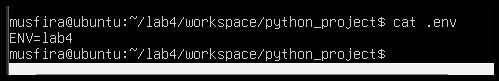 musfira@ubuntu:~/lab4/workspace/python_project$ cat .env
ENV=lab4
musfira@ubuntu:~/lab4/workspace/python_project$